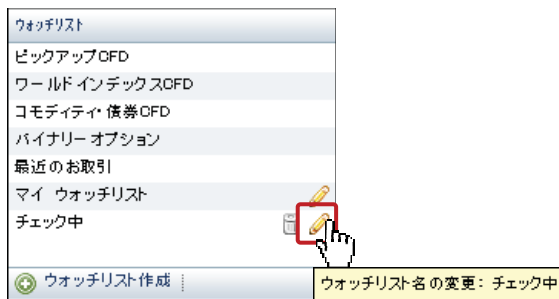 ウォッチリスト
ピックアップCFD
ワールドインデックスCFD
コモディティ・債券CFD
バイナリーオプション
最近のお取引
マイ ウォッチリスト
チェック中
ウォッチリスト作成
ウォッチリスト名の変更: チェック中